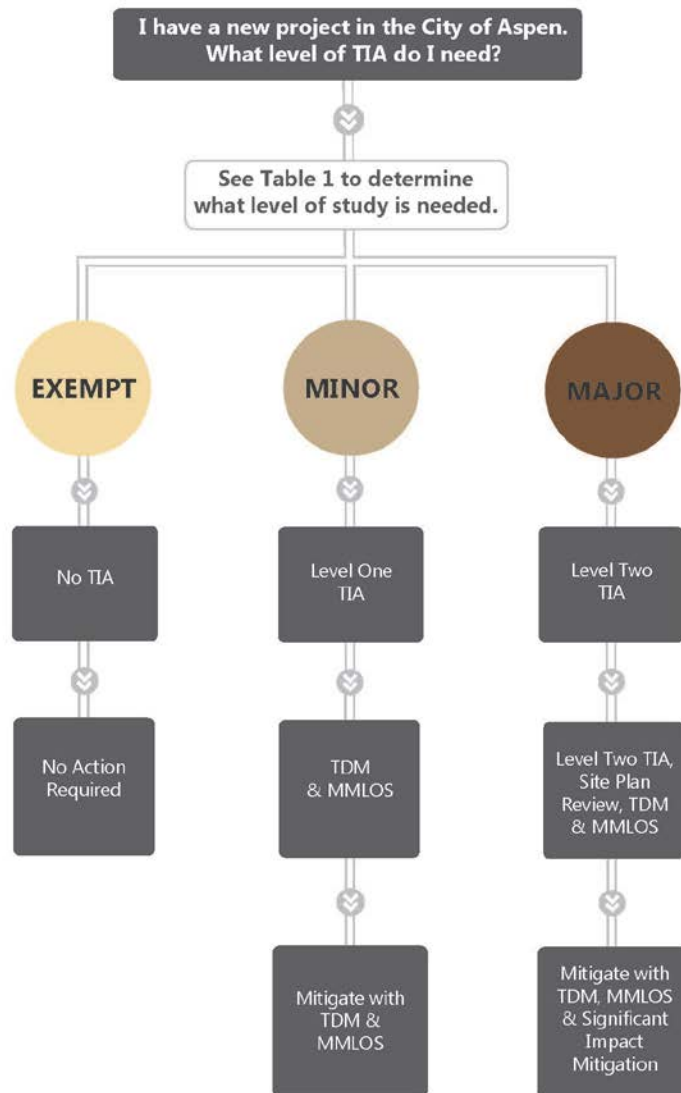 I have a new project in the City of Aspen.
What level of TIA do I need?
See Table 1 to determine
what level of study is needed.
EXEMPT
MINOR
MAJOR
No TIA
Level One
TIA
Level Two
TIA
No Action
Required
TDM
& MMLOS
Level Two TIA,
Site Plan
Review, TDM
& MMLOS
Mitigate with
TDM &
MMLOS
Mitigate with
TDM, MMLOS
& Significant
Impact
Mitigation